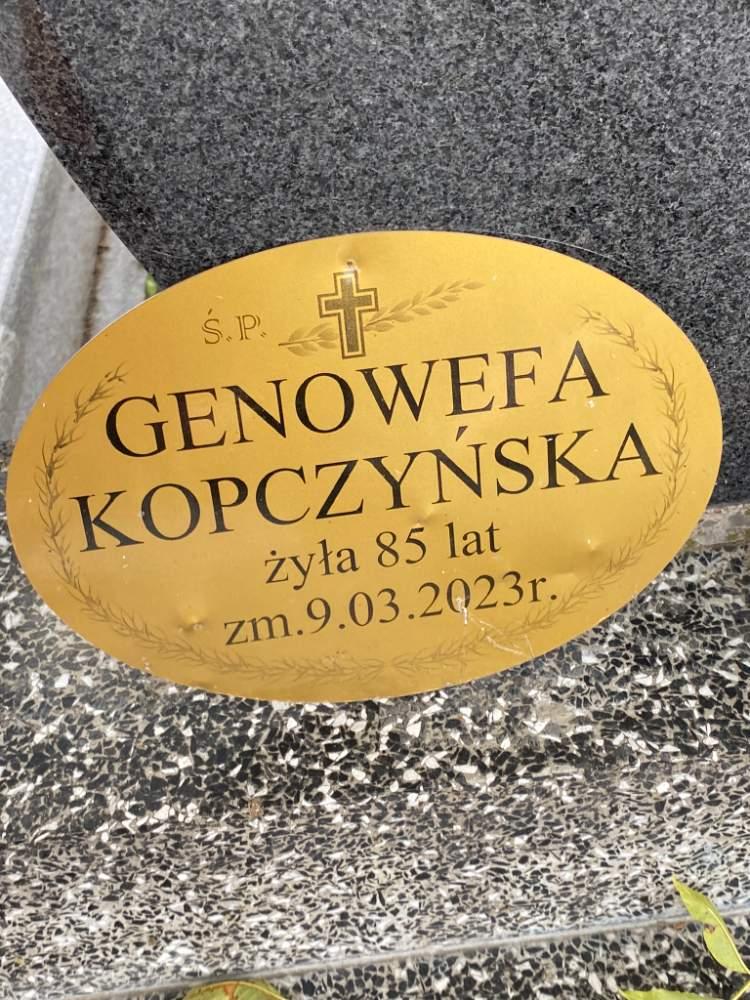 Ś.P.
GENOWEFA
KOPCZYŃSKA
żyła 85 lat
zm.9.03.2023r.